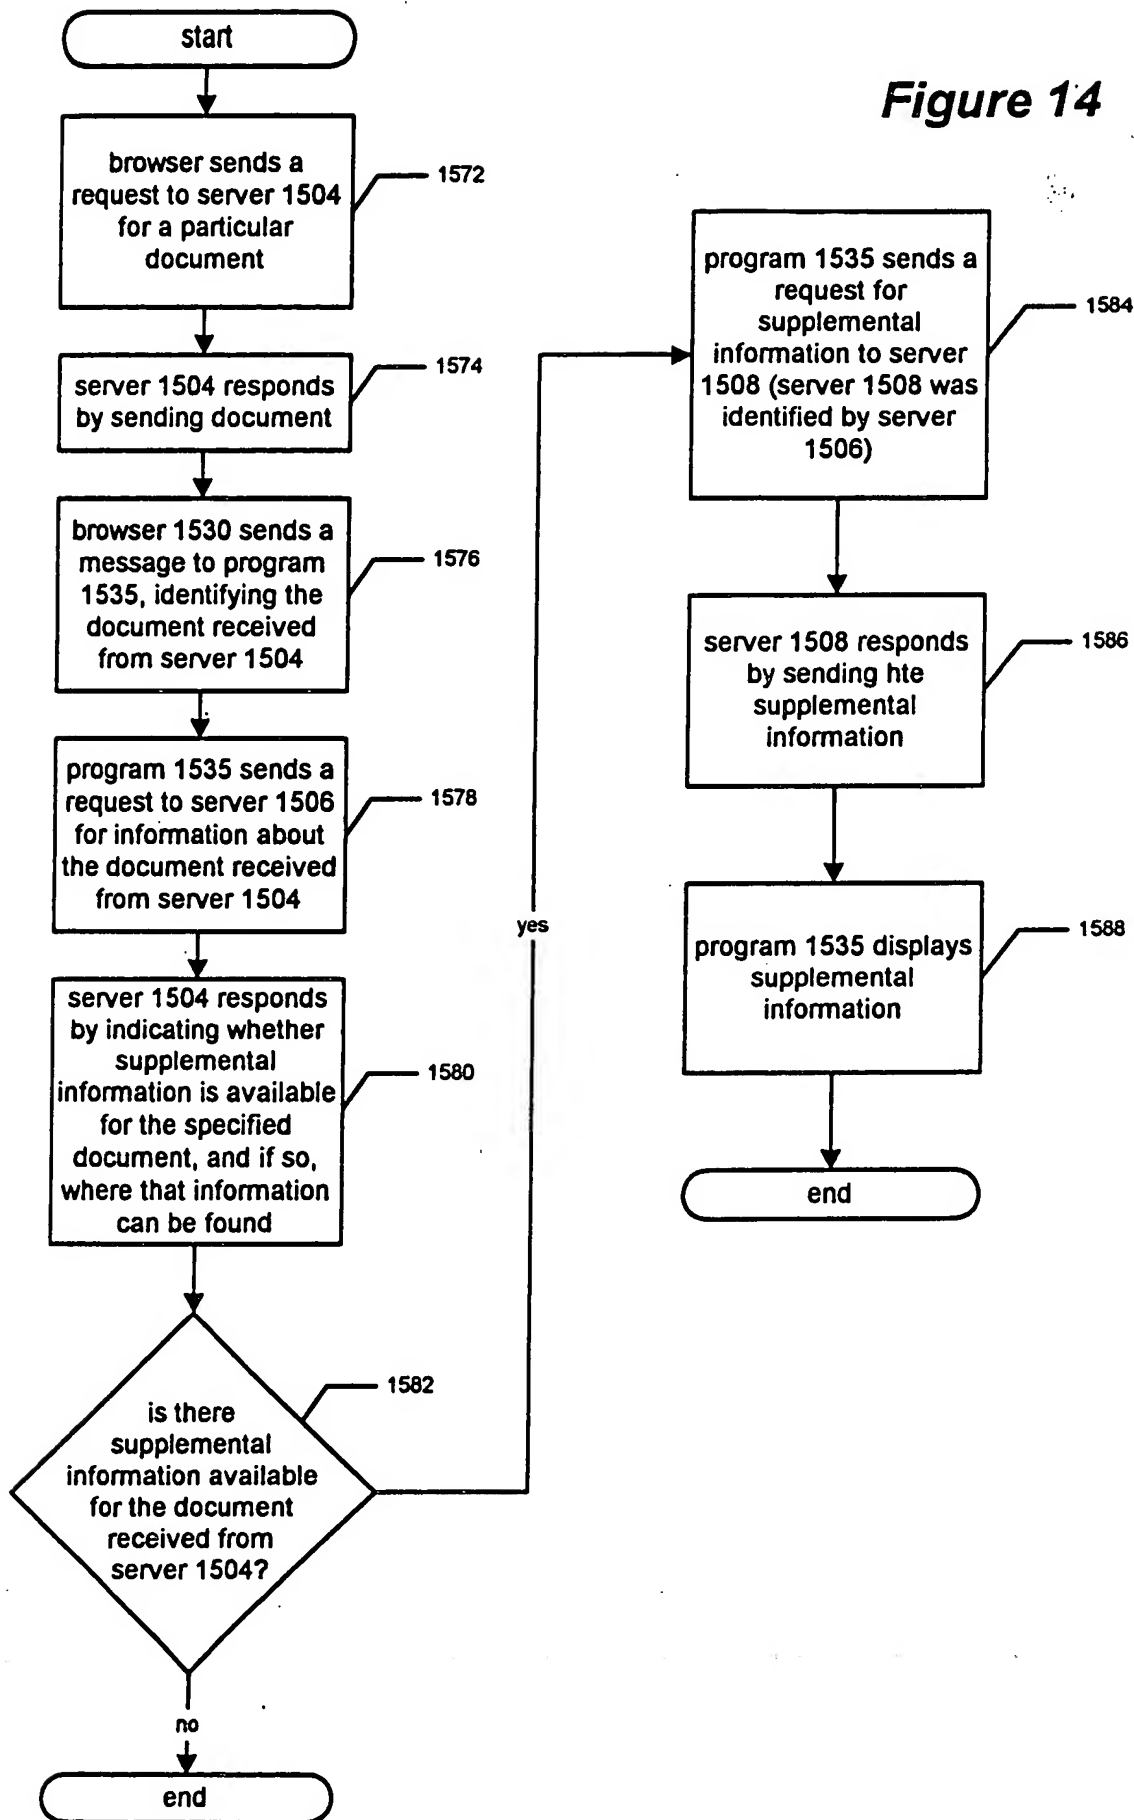 Figure 14
start
browser sends a
request to server 1504
for a particular
document
1572
server 1504 responds
by sending document
1574
browser 1530 sends a
message to program
1535, identifying the
document received
from server 1504
1576
program 1535 sends a
request to server 1506
for information about
the document received
from server 1504
1578
server 1504 responds
by indicating whether
supplemental
information is available
for the specified
document, and if so,
where that information
can be found
1580
is there
supplemental
information available
for the document
received from
server 1504?
1582
no
end
yes
program 1535 sends a
request for
supplemental
information to server
1508 (server 1508 was
identified by server
1506)
1584
server 1508 responds
by sending hte
supplemental
information
1586
program 1535 displays
supplemental
information
1588
end